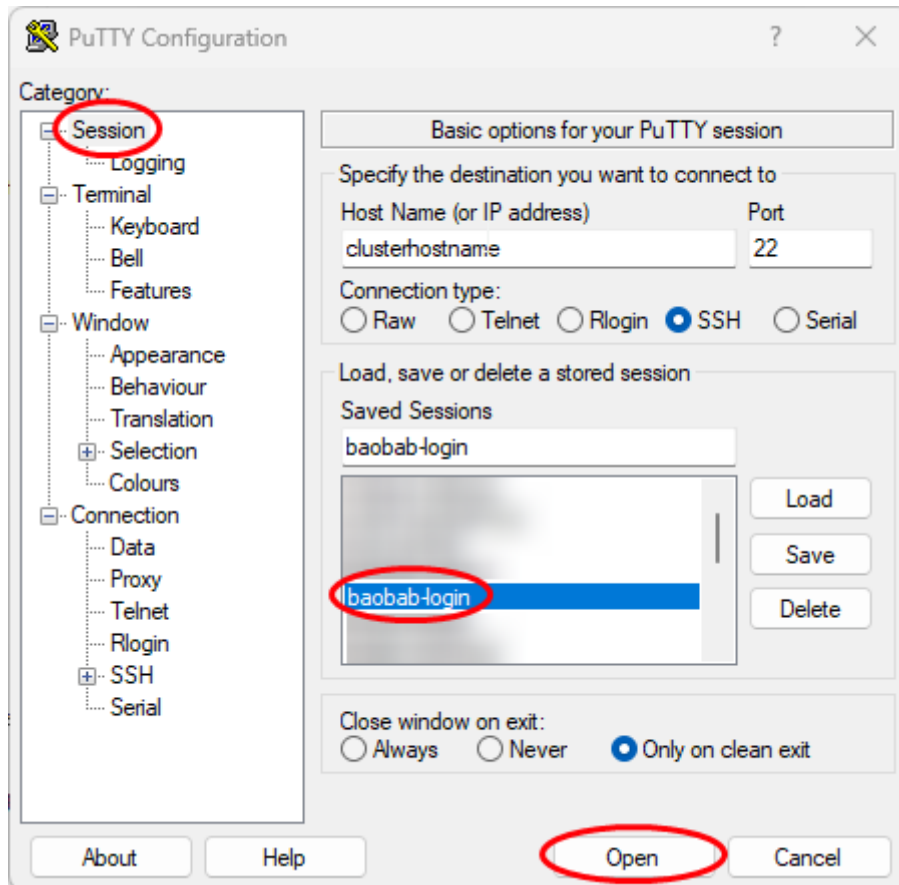 PuTTY Configuration
?
Category:
Session
Logging
Terminal
Keyboard
Bell
Features
Window
Appearance
Behaviour
Translation
Selection
Colours
Connection
Data
Proxy
Telnet
Rlogin
SSH
Serial
Basic options for your PuTTY session
Specify the destination you want to connect to
Host Name (or IP address) Port
clusterhostname 22
Connection type:
Raw Telnet Rlogin SSH Serial
Load, save or delete a stored session
Saved Sessions
baobab-login
baobab-login
Load
Save
Delete
Close window on exit:
Always Never Only on clean exit
About Help Open Cancel